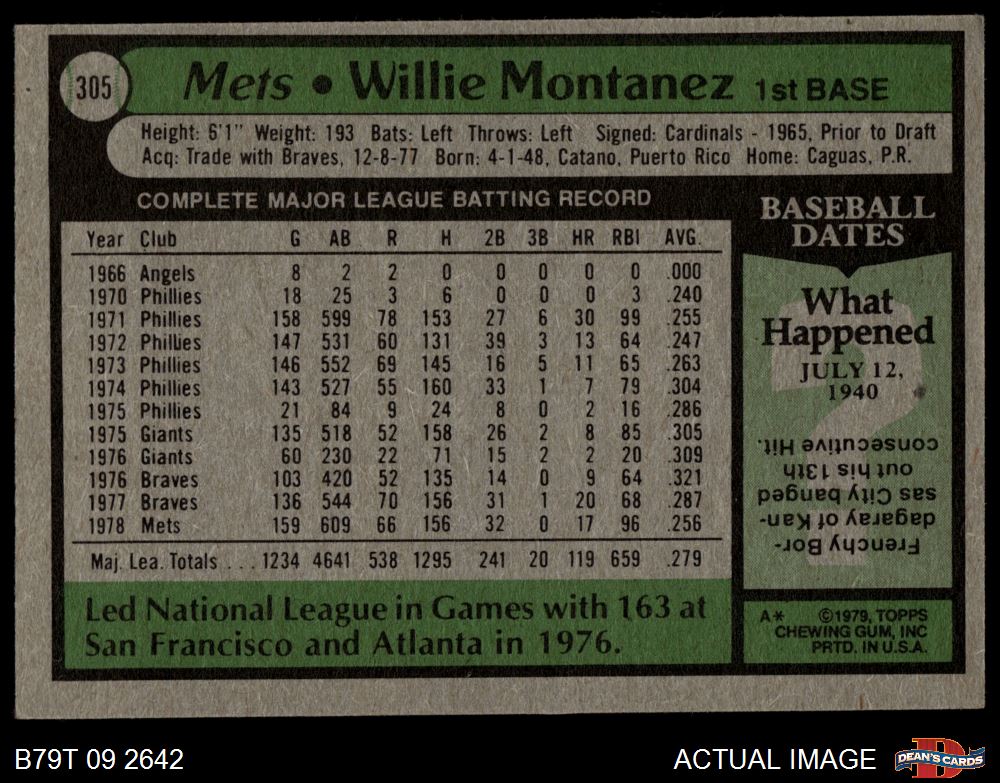 305
Mets • Willie Montanez 1st BASE
Height: 6'1" Weight: 193 Bats: Left Throws: Left Signed: Cardinals - 1965, Prior to Draft
Acq: Trade with Braves, 12-8-77 Born: 4-1-48, Catano, Puerto Rico Home: Caguas, P.R.
COMPLETE MAJOR LEAGUE BATTING RECORD
Year Club G AB R H 2B 3B HR RBI AVG.
1966 Angels 8 2 2 0 0 0 0 0 .000
1970 Phillies 18 25 3 6 0 0 0 3 .240
1971 Phillies 158 599 78 153 27 6 30 99 .255
1972 Phillies 147 531 60 131 39 3 13 64 .247
1973 Phillies 146 552 69 145 16 5 11 65 .263
1974 Phillies 143 527 55 160 33 1 7 79 .304
1975 Phillies 21 84 9 24 8 0 2 16 .286
1975 Giants 135 518 52 158 26 2 8 85 .305
1976 Giants 60 230 22 71 15 2 2 20 .309
1976 Braves 103 420 52 135 14 0 9 64 .321
1977 Braves 136 544 70 156 31 1 20 68 .287
1978 Mets 159 609 66 156 32 0 17 96 .256
Maj. Lea. Totals . . . 1234 4641 538 1295 241 20 119 659 .279
Led National League in Games with 163 at
San Francisco and Atlanta in 1976.
BASEBALL
DATES
What
Happened
JULY 12,
1940
Frenchy Bor-
dagaray of Kan-
sas City banged
out his 13th
consecutive Hit.
A* ©1979, TOPPS
CHEWING GUM, INC
PRTD. IN U.S.A.
B79T 09 2642
ACTUAL IMAGE
D
DEAN'S CARDS